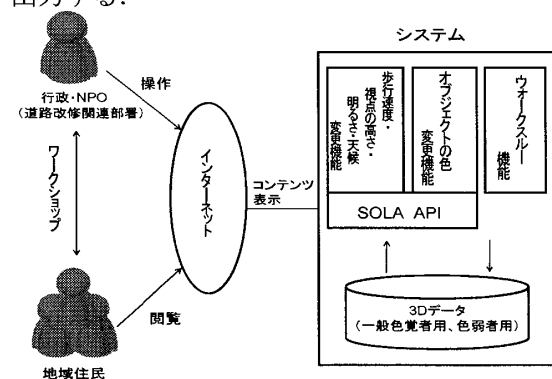 出力する.
システム
行政・NPO
(道路改修関連部署)
操作
ワークショップ
インターネット
コンテンツ
表示
歩行速度・
視点の高さ・
明るさ・天候
変更機能
オブジェクトの色
変更機能
ウォークスルー
機能
SOLA API
閲覧
地域住民
3Dデータ
(一般色覚者用、色弱者用)